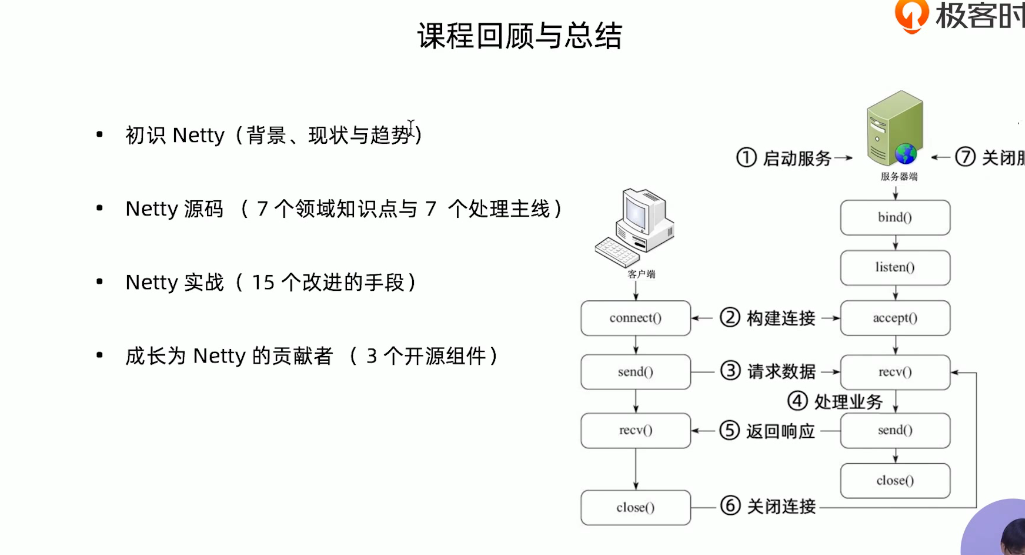 极客时
课程回顾与总结
• 初识 Netty（背景、现状与趋势）
• Netty 源码 （ 7 个领域知识点与 7 个处理主线）
• Netty 实战（ 15 个改进的手段）
• 成长为 Netty 的贡献者 （ 3 个开源组件）
① 启动服务
⑦ 关闭
服务器端
bind()
listen()
客户端
connect()
② 构建连接
accept()
send()
③ 请求数据
recv()
④ 处理业务
recv()
⑤ 返回响应
send()
close()
close()
⑥ 关闭连接